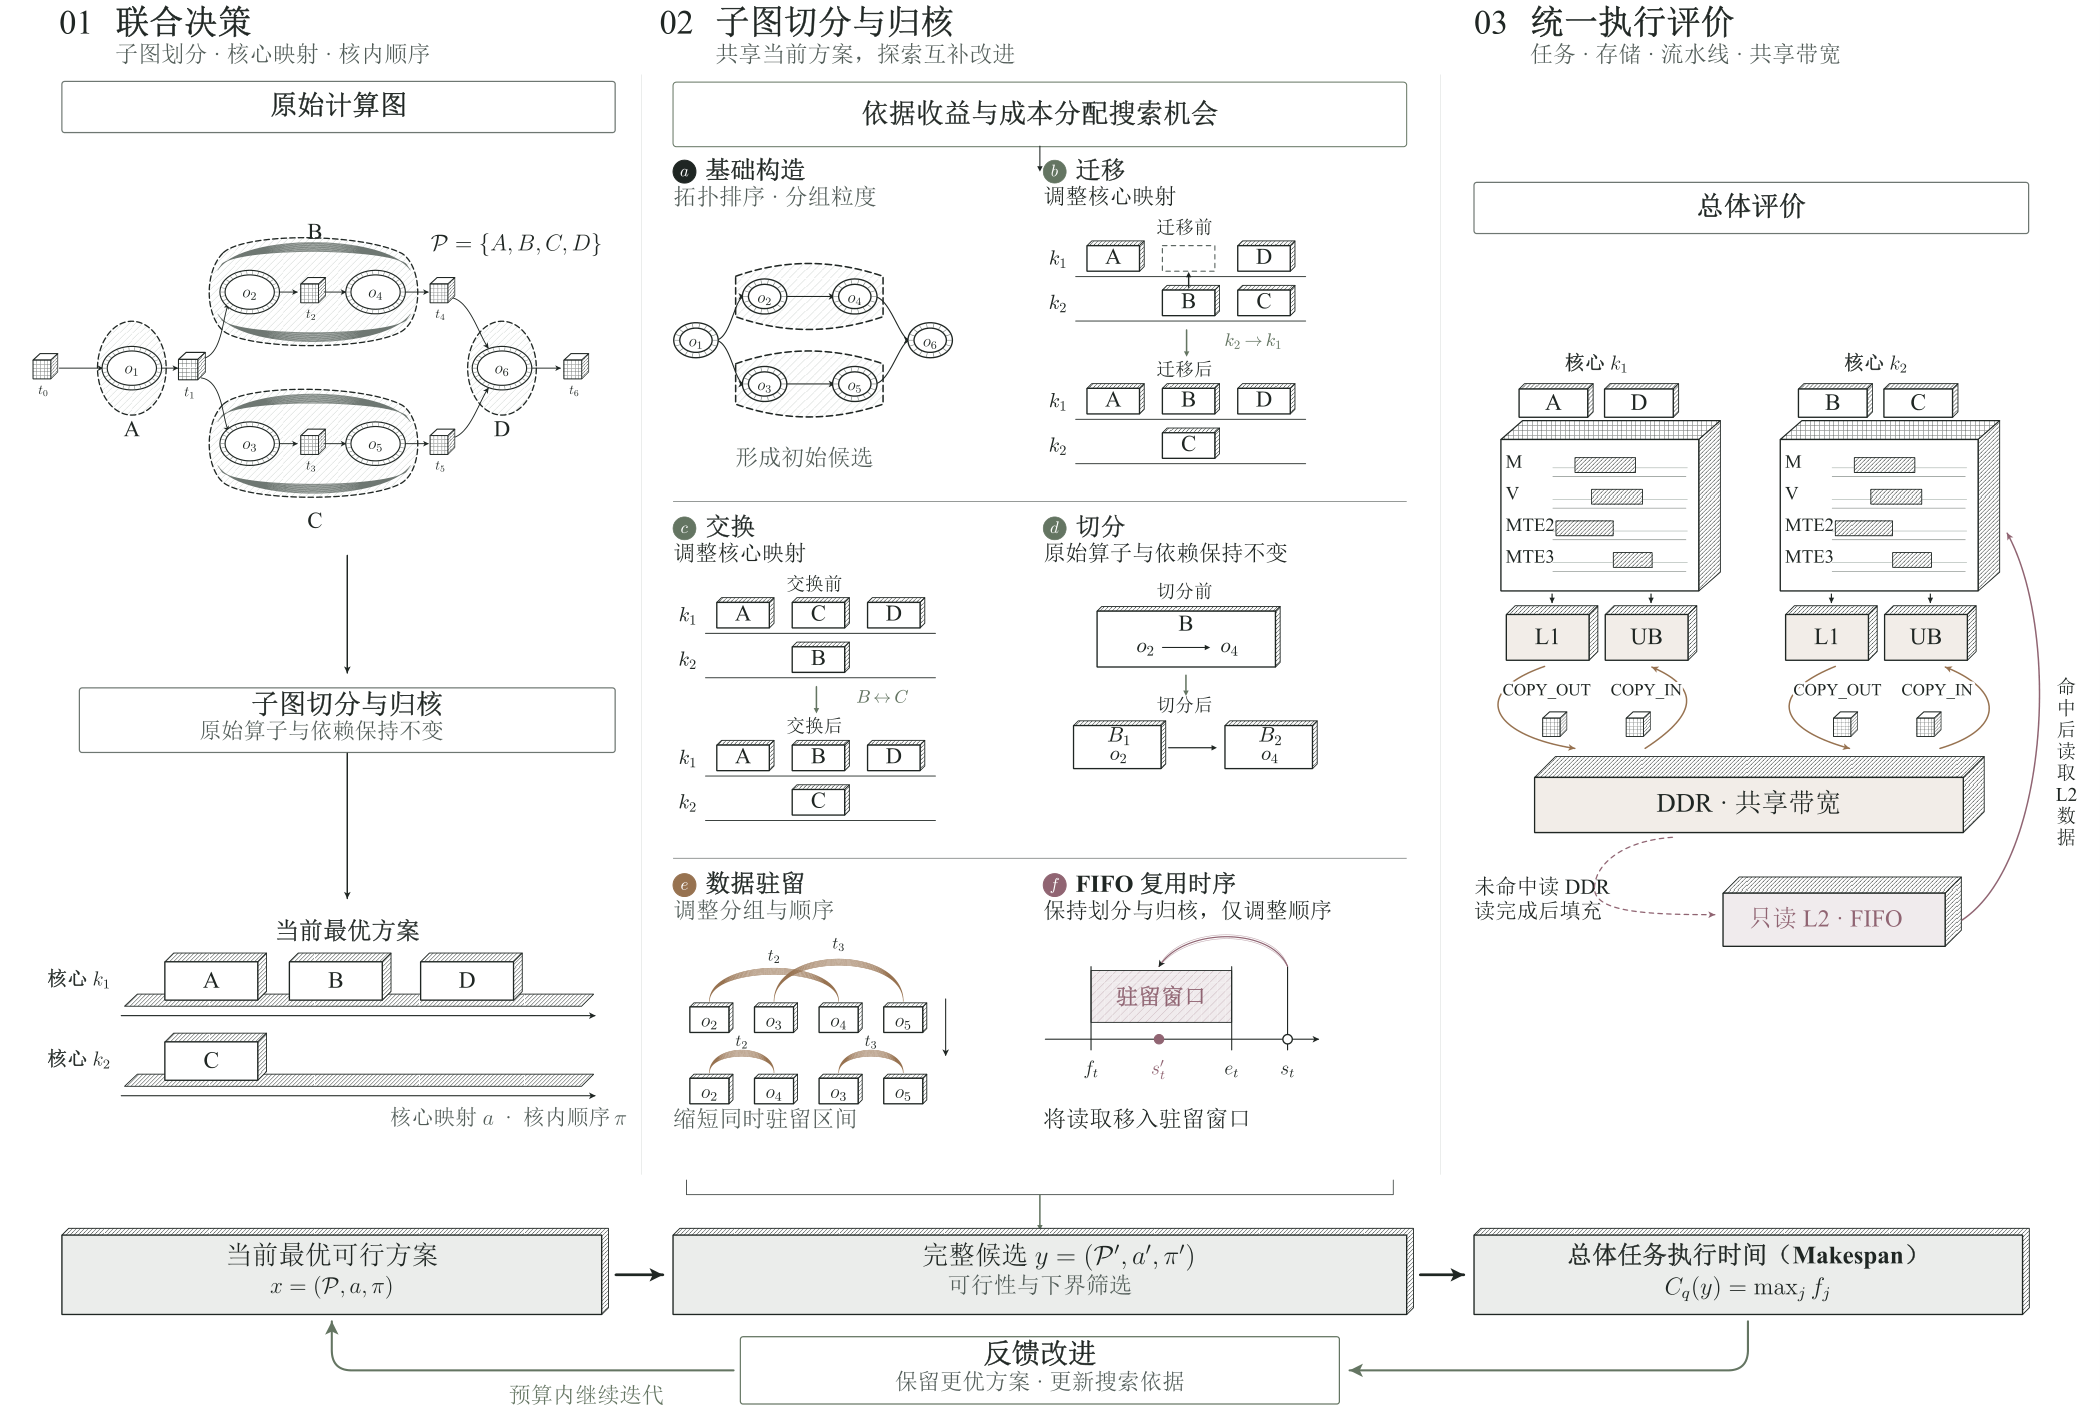 01 联合决策
子图划分 · 核心映射 · 核内顺序
原始计算图
B
𝒫 = {A, B, C, D}
o₂
t₂
o₄
t₄
t₀
o₁
t₁
o₆
t₆
A
D
o₃
t₃
o₅
t₅
C
子图切分与归核
原始算子与依赖保持不变
当前最优方案
核心 k₁
A
B
D
核心 k₂
C
核心映射 a · 核内顺序 π
02 子图切分与归核
共享当前方案，探索互补改进
依据收益与成本分配搜索机会
a 基础构造
拓扑排序 · 分组粒度
o₁
o₂
o₄
o₃
o₅
o₆
形成初始候选
b 迁移
调整核心映射
迁移前
k₁ A D
k₂ B C
k₂ → k₁
迁移后
k₁ A B D
k₂ C
c 交换
调整核心映射
交换前
k₁ A C D
k₂ B
B ↔ C
交换后
k₁ A B D
k₂ C
d 切分
原始算子与依赖保持不变
切分前
B
o₂ → o₄
切分后
B₁
o₂
B₂
o₄
e 数据驻留
调整分组与顺序
t₂ t₃
o₂ o₃ o₄ o₅
t₂ t₃
o₂ o₄ o₃ o₅
缩短同时驻留区间
f FIFO 复用时序
保持划分与归核，仅调整顺序
驻留窗口
fₜ s′ₜ eₜ sₜ
将读取移入驻留窗口
03 统一执行评价
任务 · 存储 · 流水线 · 共享带宽
总体评价
核心 k₁
A D
M
V
MTE2
MTE3
L1 UB
COPY_OUT COPY_IN
核心 k₂
B C
M
V
MTE2
MTE3
L1 UB
COPY_OUT COPY_IN
DDR · 共享带宽
命中后读取L2数据
未命中读 DDR
读完成后填充
只读 L2 · FIFO
当前最优可行方案
x = (𝒫, a, π)
完整候选 y = (𝒫′, a′, π′)
可行性与下界筛选
总体任务执行时间（Makespan）
C_q(y) = maxⱼ fⱼ
反馈改进
保留更优方案 · 更新搜索依据
预算内继续迭代